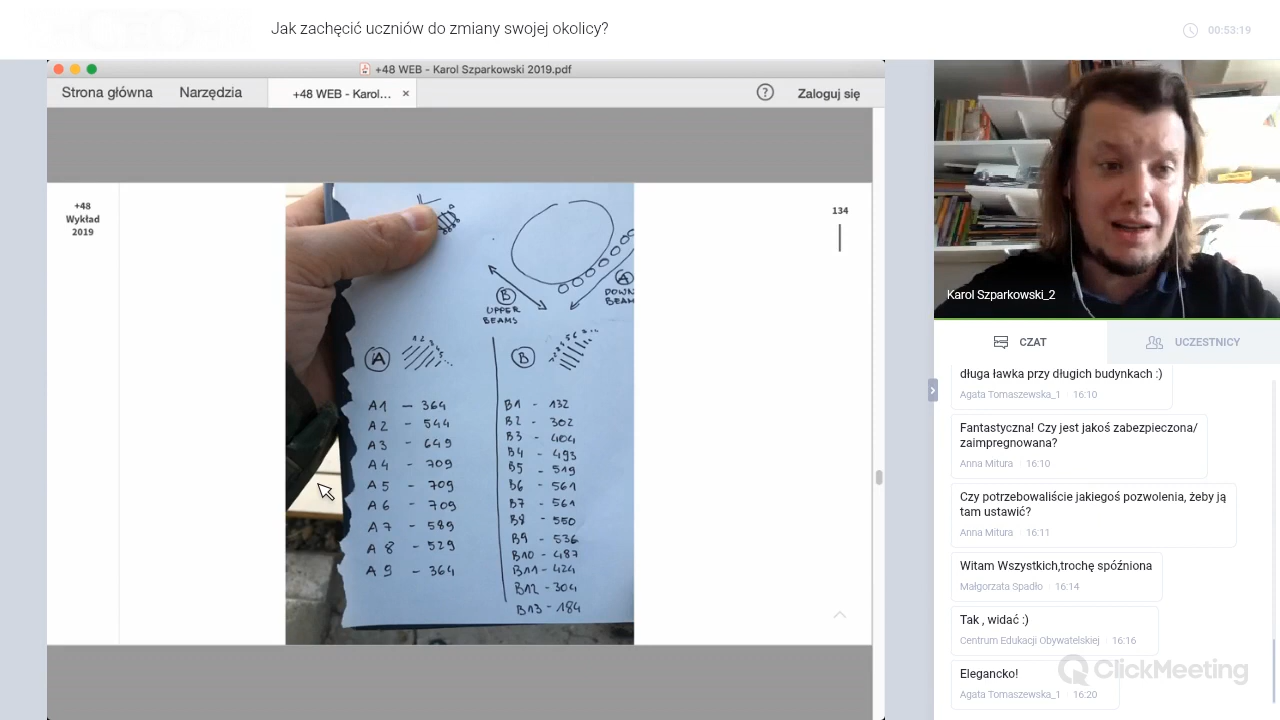 Jak zachęcić uczniów do zmiany swojej okolicy?
00:53:19
+48 WEB - Karol Szparkowski 2019.pdf
Strona główna
Narzędzia
+48 WEB - Karol...
×
?
Zaloguj się
+48
Wykład
2019
134
B
UPPER
BEAMS
A
DOWN
BEAM
A
B
A1 - 364
A2 - 544
A3 - 649
A4 - 709
A5 - 709
A6 - 709
A7 - 589
A8 - 529
A9 - 364
B1 - 132
B2 - 302
B3 - 404
B4 - 493
B5 - 519
B6 - 561
B7 - 561
B8 - 550
B9 - 536
B10 - 487
B11 - 424
B12 - 304
B13 - 184
Karol Szparkowski_2
CZAT
UCZESTNICY
długa ławka przy długich budynkach :)
Agata Tomaszewska_1 · 16:10
Fantastyczna! Czy jest jakoś zabezpieczona/
zaimpregnowana?
Anna Mitura · 16:10
Czy potrzebowaliście jakiegoś pozwolenia, żeby ją
tam ustawić?
Anna Mitura · 16:11
Witam Wszystkich,trochę spóźniona
Małgorzata Spadło · 16:14
Tak , widać :)
Centrum Edukacji Obywatelskiej · 16:16
Elegancko!
Agata Tomaszewska_1 · 16:20
ClickMeeting